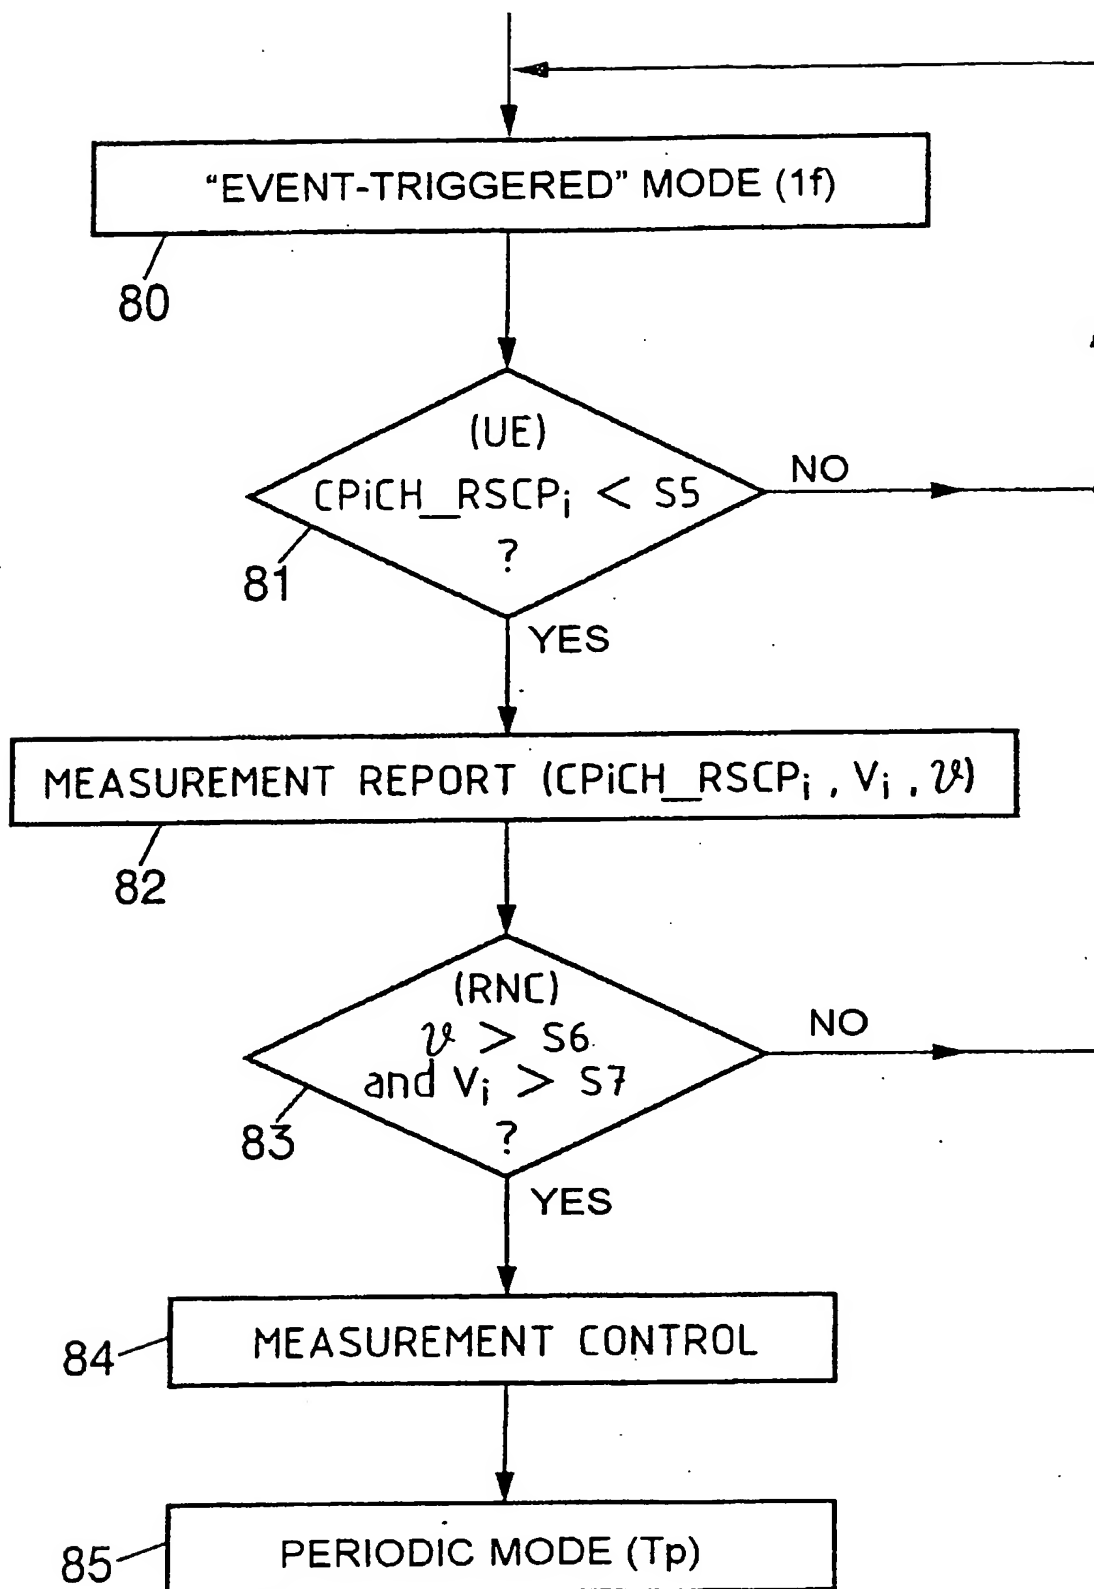 “EVENT-TRIGGERED” MODE (1f)
80
(UE)
CPiCH_RSCPi < S5
?
NO
81
YES
MEASUREMENT REPORT (CPiCH_RSCPi , Vi , 𝓋)
82
(RNC)
𝓋 > S6
and Vi > S7
?
NO
83
YES
MEASUREMENT CONTROL
84
PERIODIC MODE (Tp)
85